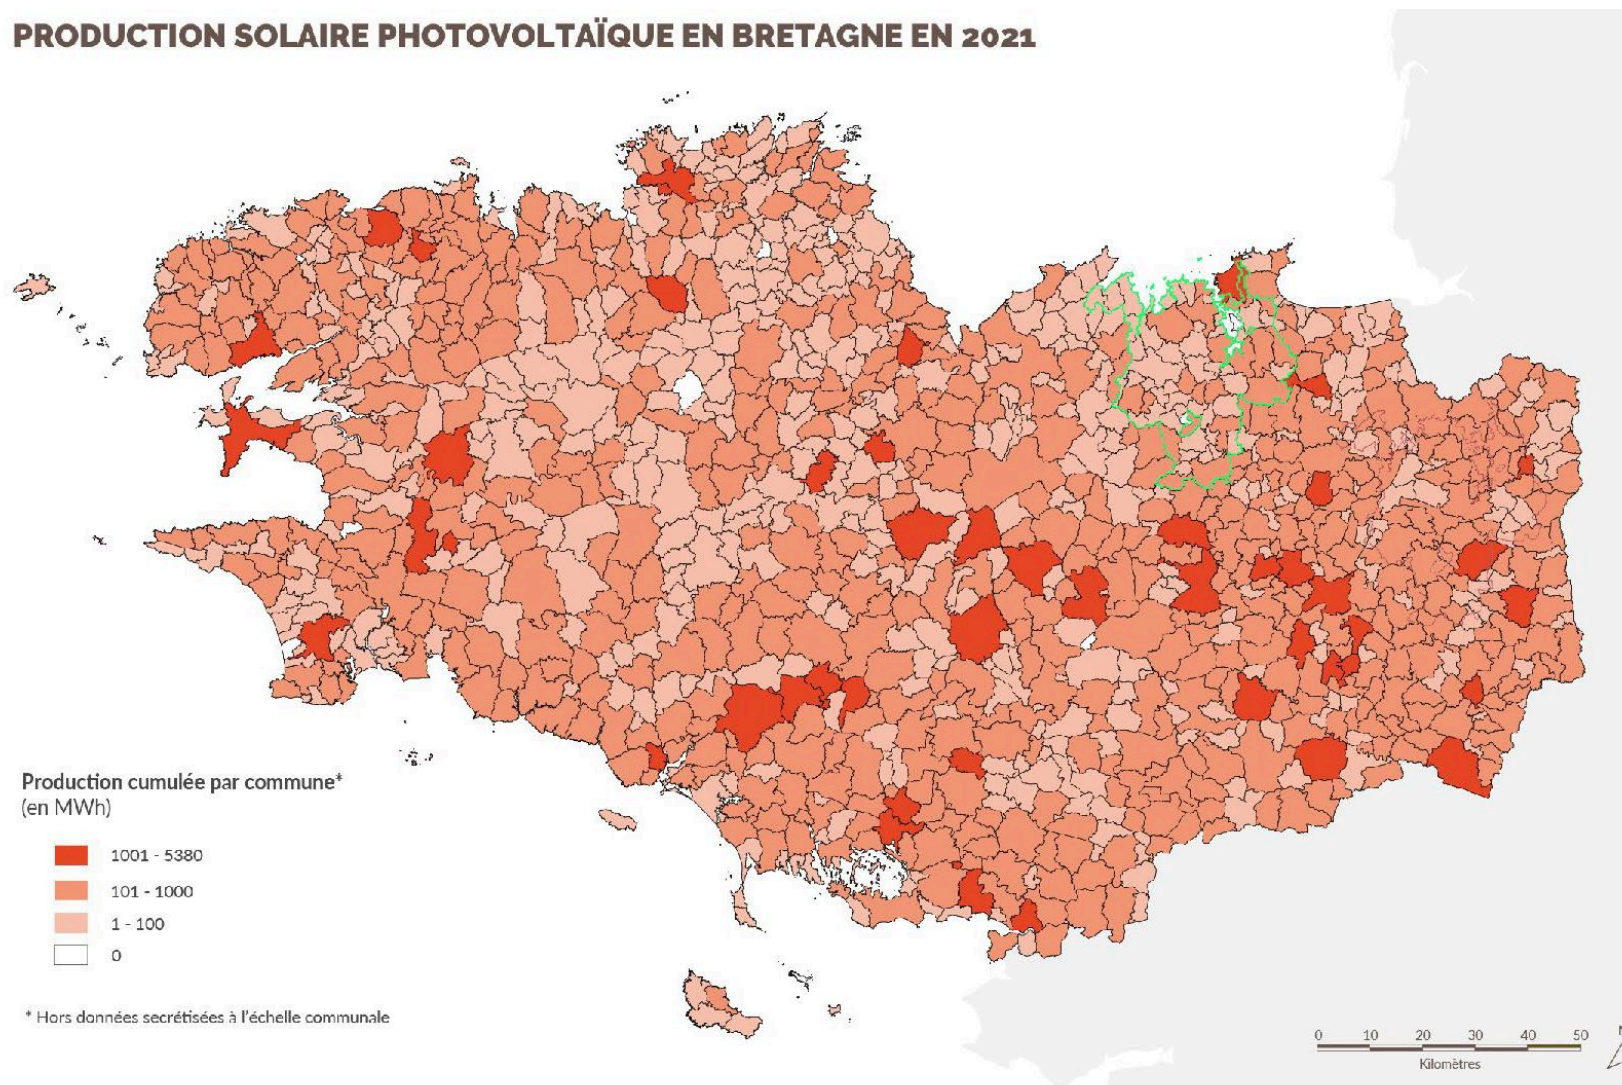 PRODUCTION SOLAIRE PHOTOVOLTAÏQUE EN BRETAGNE EN 2021
Production cumulée par commune*
(en MWh)
1001 - 5380
101 - 1000
1 - 100
0
* Hors données secrétisées à l'échelle communale
0 10 20 30 40 50
Kilomètres